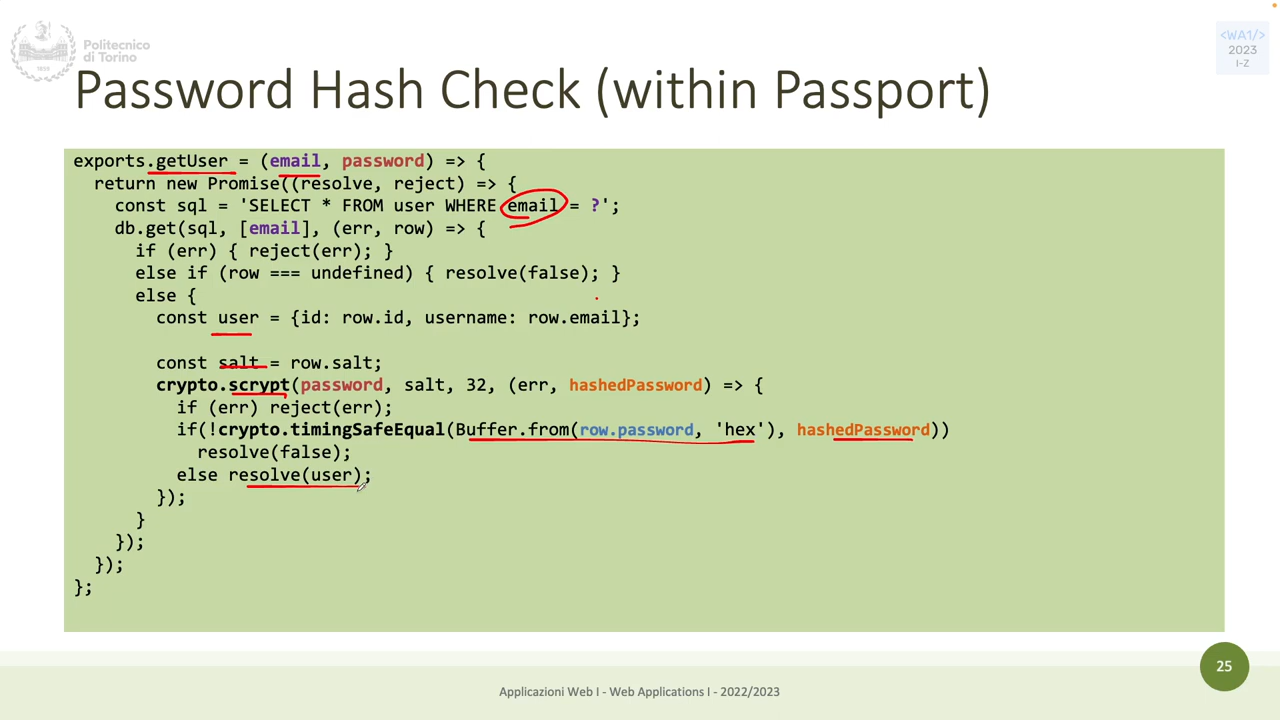 Politecnico
di Torino
<WA1/>
2023
I-Z
Password Hash Check (within Passport)
exports.getUser = (email, password) => {
return new Promise((resolve, reject) => {
const sql = 'SELECT * FROM user WHERE email = ?';
db.get(sql, [email], (err, row) => {
if (err) { reject(err); }
else if (row === undefined) { resolve(false); }
else {
const user = {id: row.id, username: row.email};
const salt = row.salt;
crypto.scrypt(password, salt, 32, (err, hashedPassword) => {
if (err) reject(err);
if(!crypto.timingSafeEqual(Buffer.from(row.password, 'hex'), hashedPassword))
resolve(false);
else resolve(user);
});
}
});
});
};
25
Applicazioni Web I - Web Applications I - 2022/2023